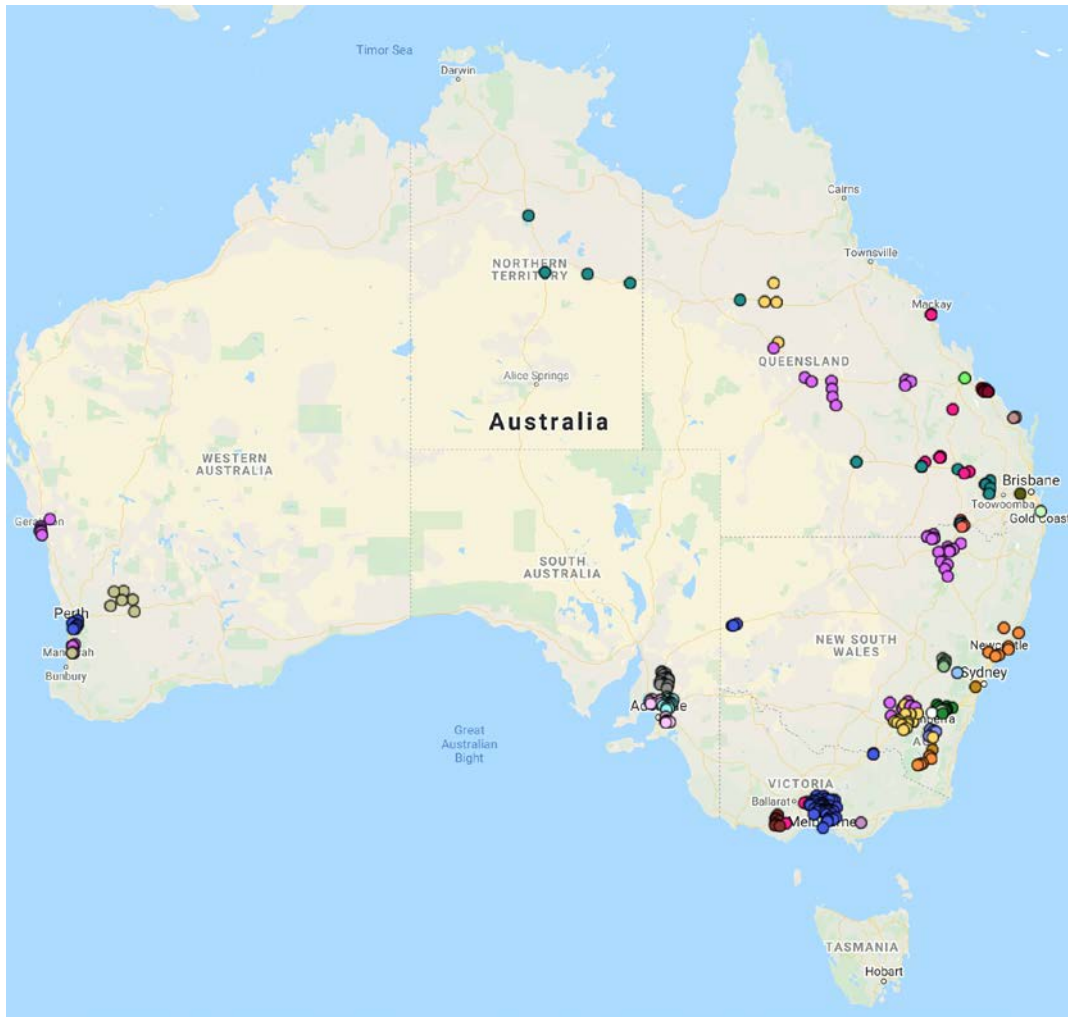 Timor Sea
Darwin
Cairns
NORTHERN
TERRITORY
Townsville
Mackay
QUEENSLAND
Alice Springs
Australia
WESTERN
AUSTRALIA
Brisbane
Toowoomba
Gold Coast
SOUTH
AUSTRALIA
Perth
NEW SOUTH
WALES
Newcastle
Sydney
Bunbury
Great
Australian
Bight
VICTORIA
Ballarat
Melbourne
TASMANIA
Hobart